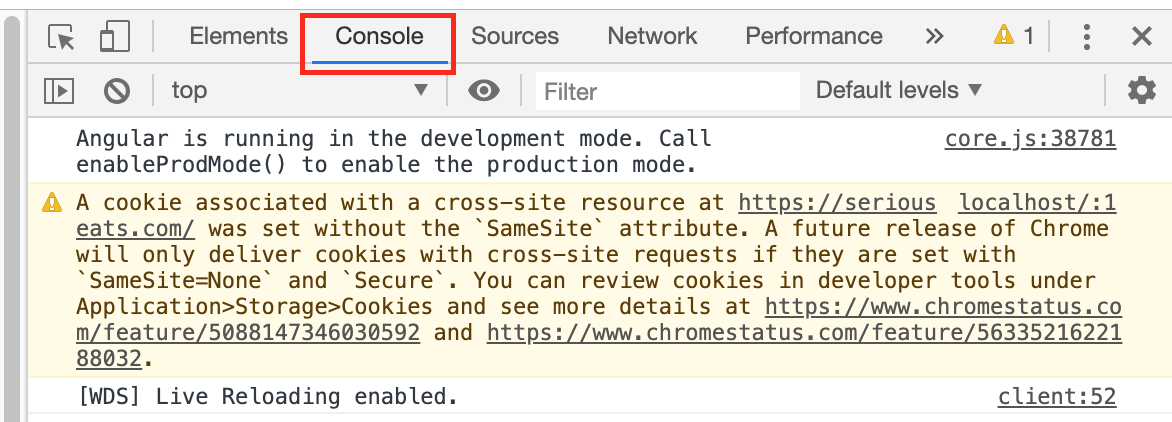 Elements Console Sources Network Performance » 1
top Filter Default levels
Angular is running in the development mode. Call core.js:38781
enableProdMode() to enable the production mode.
A cookie associated with a cross-site resource at https://serious localhost/:1
eats.com/ was set without the `SameSite` attribute. A future release of Chrome
will only deliver cookies with cross-site requests if they are set with
`SameSite=None` and `Secure`. You can review cookies in developer tools under
Application>Storage>Cookies and see more details at https://www.chromestatus.co
m/feature/5088147346030592 and https://www.chromestatus.com/feature/56335216221
88032.
[WDS] Live Reloading enabled. client:52